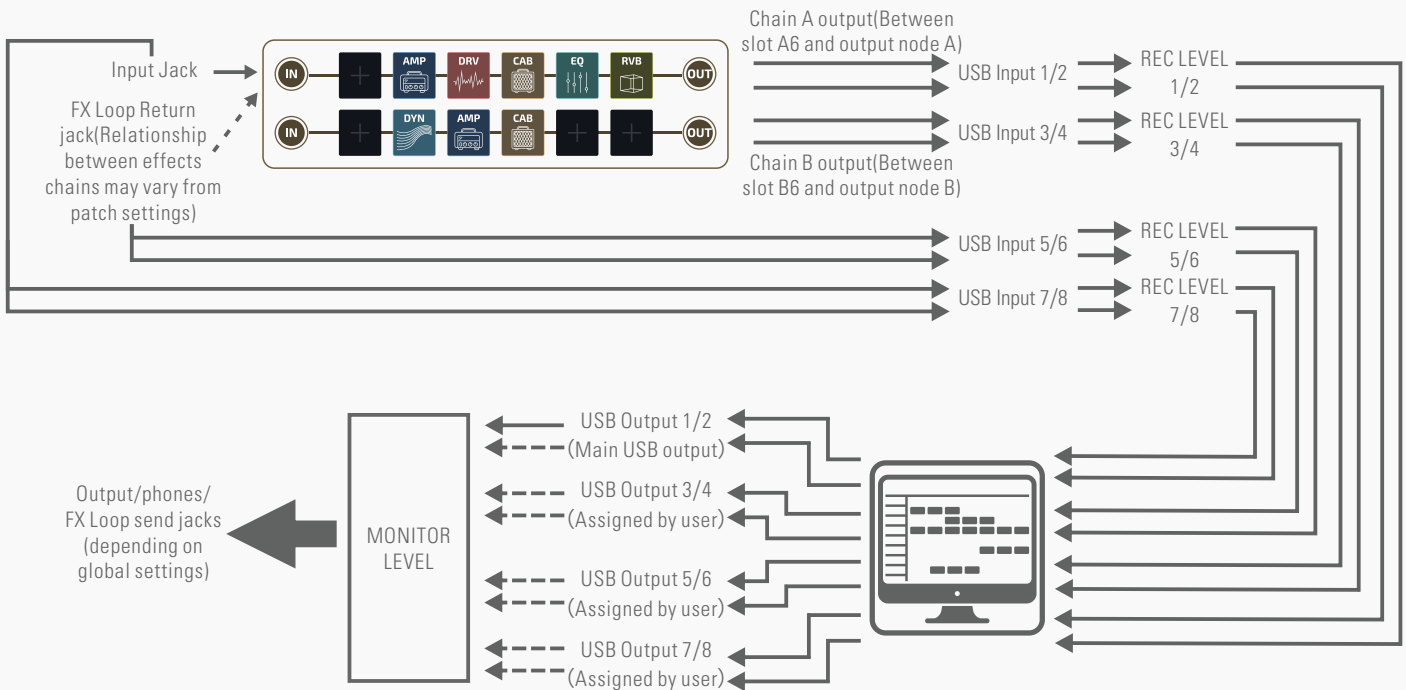 Chain A output(Between
slot A6 and output node A)
Input Jack
FX Loop Return
jack(Relationship
between effects
chains may vary from
patch settings)
IN
AMP
DRV
CAB
EQ
RVB
OUT
IN
DYN
AMP
CAB
OUT
Chain B output(Between
slot B6 and output node B)
USB Input 1/2
REC LEVEL
1/2
USB Input 3/4
REC LEVEL
3/4
USB Input 5/6
REC LEVEL
5/6
USB Input 7/8
REC LEVEL
7/8
Output/phones/
FX Loop send jacks
(depending on
global settings)
MONITOR
LEVEL
USB Output 1/2
(Main USB output)
USB Output 3/4
(Assigned by user)
USB Output 5/6
(Assigned by user)
USB Output 7/8
(Assigned by user)